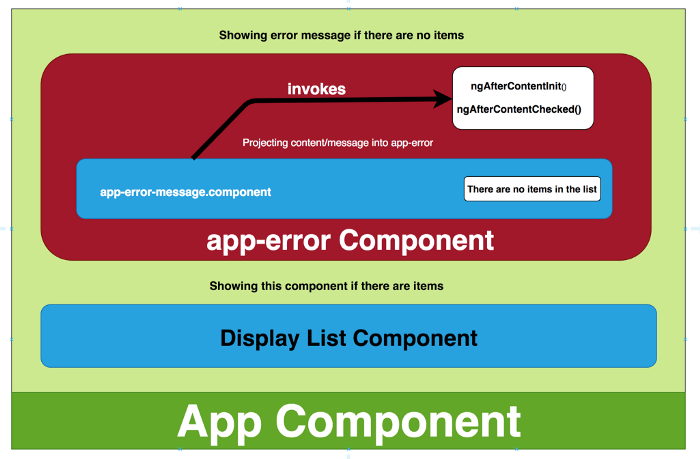 Showing error message if there are no items
invokes
ngAfterContentInit()
ngAfterContentChecked()
Projecting content/message into app-error
app-error-message.component
There are no items in the list
app-error Component
Showing this component if there are items
Display List Component
App Component